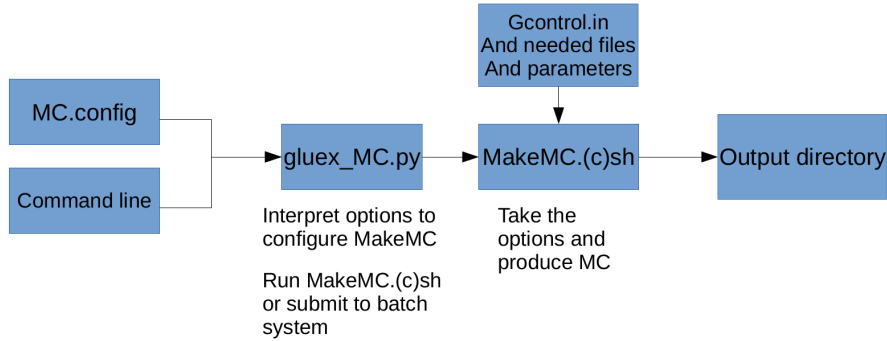 Gcontrol.in
And needed files
And parameters
MC.config
Command line
gluex_MC.py
MakeMC.(c)sh
Output directory
Interpret options to
configure MakeMC
Run MakeMC.(c)sh
or submit to batch
system
Take the
options and
produce MC